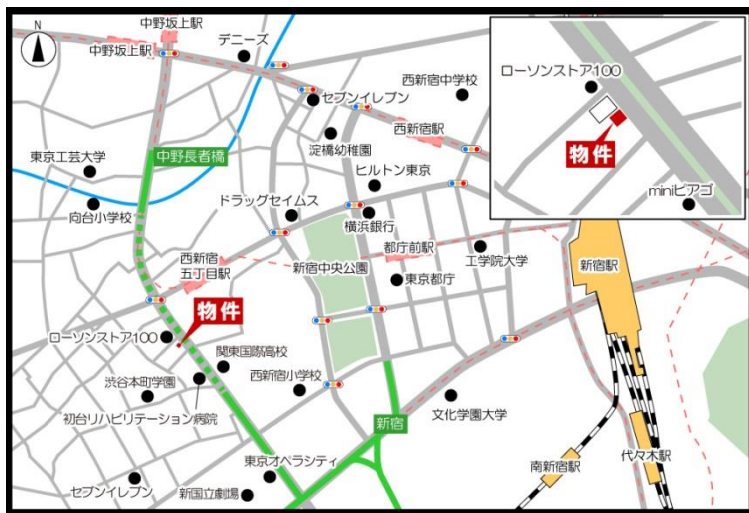 N
中野坂上駅
中野坂上駅
デニーズ
セブンイレブン
西新宿中学校
淀橋幼稚園
西新宿駅
東京工芸大学
中野長者橋
ヒルトン東京
向台小学校
ドラッグセイムス
横浜銀行
西新宿
五丁目駅
新宿中央公園
都庁前駅
工学院大学
新宿駅
東京都庁
物件
ローソンストア100
関東国際高校
渋谷本町学園
西新宿小学校
初台リハビリテーション病院
新宿
文化学園大学
東京オペラシティ
セブンイレブン
新国立劇場
南新宿駅
代々木駅
ローソンストア100
物件
miniピアゴ